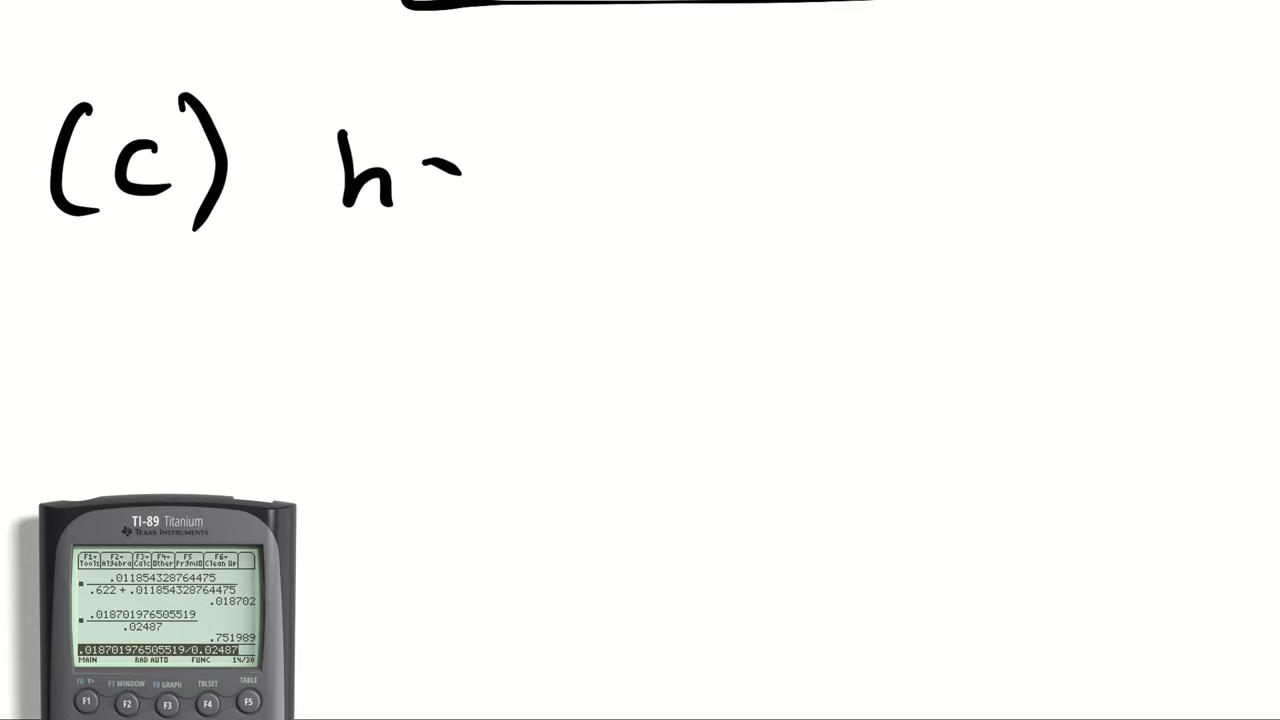 (c) h -
TI-89 Titanium
TEXAS INSTRUMENTS
F1▾ Tools F2▾ Algebra F3▾ Calc F4▾ Other F5 PrgmIO F6▾ Clean Up
.011854328764475
.622 + .011854328764475
.018702
.018701976505519
.02487
.751989
.018701976505519/0.02487
MAIN RAD AUTO FUNC 14/30
F6 Y= F7 WINDOW F8 GRAPH TBLSET TABLE
F1 F2 F3 F4 F5